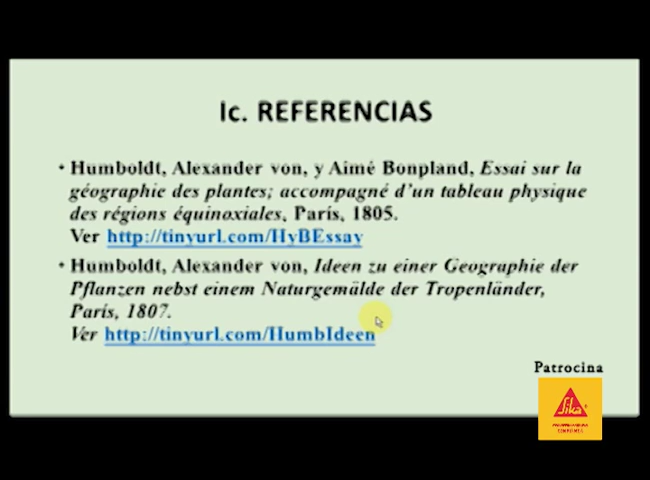 Ic. REFERENCIAS
• Humboldt, Alexander von, y Aimé Bonpland, Essai sur la
géographie des plantes; accompagné d'un tableau physique
des régions équinoxiales, París, 1805.
Ver http://tinyurl.com/HyBEssay
• Humboldt, Alexander von, Ideen zu einer Geographie der
Pflanzen nebst einem Naturgemälde der Tropenländer,
París, 1807.
Ver http://tinyurl.com/HumbIdeen
Patrocina
Sika